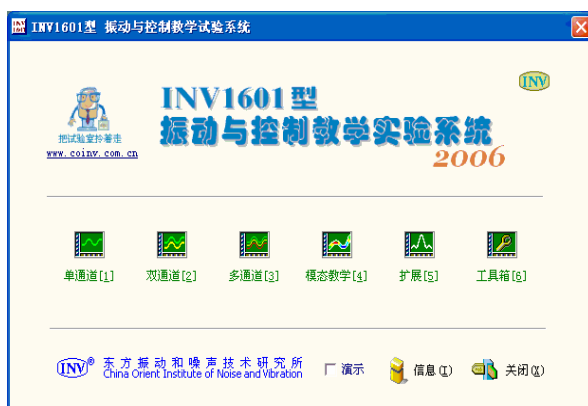 INV1601型 振动与控制教学试验系统
INV
INV1601型
振动与控制教学实验系统
2006
把试验室拎着走
www.coinv.com.cn
单通道[1] 双通道[2] 多通道[3] 模态教学[4] 扩展[5] 工具箱[6]
INV® 东方振动和噪声技术研究所 演示 信息(I) 关闭(X)
China Orient Institute of Noise and Vibration